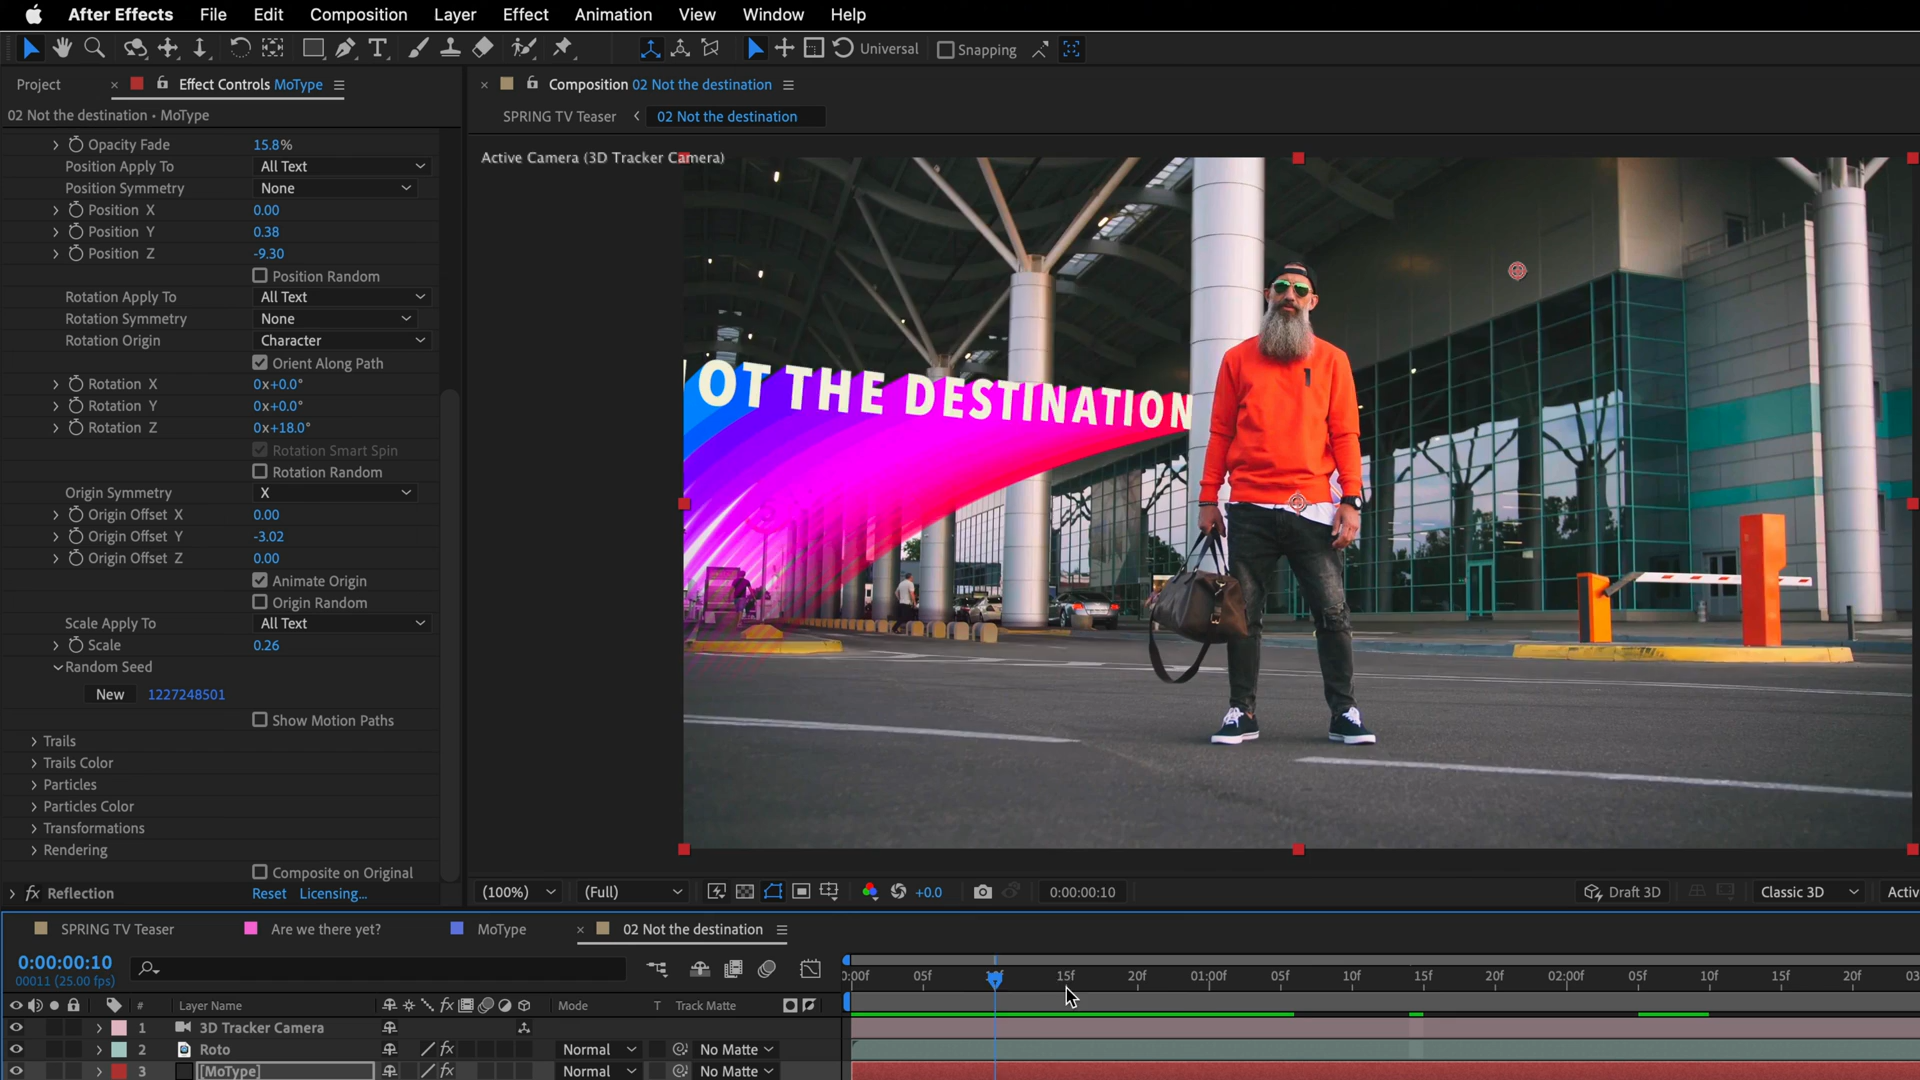 After Effects File Edit Composition Layer Effect Animation View Window Help
Universal Snapping
Project × Effect Controls MoType
02 Not the destination • MoType
Opacity Fade 15.8%
Position Apply To All Text
Position Symmetry None
Position X 0.00
Position Y 0.38
Position Z -9.30
Position Random
Rotation Apply To All Text
Rotation Symmetry None
Rotation Origin Character
Orient Along Path
Rotation X 0x+0.0°
Rotation Y 0x+0.0°
Rotation Z 0x+18.0°
Rotation Smart Spin
Rotation Random
Origin Symmetry X
Origin Offset X 0.00
Origin Offset Y -3.02
Origin Offset Z 0.00
Animate Origin
Origin Random
Scale Apply To All Text
Scale 0.26
Random Seed
New 1227248501
Show Motion Paths
Trails
Trails Color
Particles
Particles Color
Transformations
Rendering
Composite on Original
fx Reflection Reset Licensing...
× Composition 02 Not the destination
SPRING TV Teaser 02 Not the destination
Active Camera (3D Tracker Camera)
OT THE DESTINATION
(100%) (Full) +0.0 0:00:00:10 Draft 3D Classic 3D Activ
SPRING TV Teaser Are we there yet? MoType × 02 Not the destination
0:00:00:10
00011 (25.00 fps)
0:00f 05f 10f 15f 20f 01:00f 05f 10f 15f 20f 02:00f 05f 10f 15f 20f 03
# Layer Name fx Mode T Track Matte
1 3D Tracker Camera
2 Roto fx Normal No Matte
3 [MoType] fx Normal No Matte